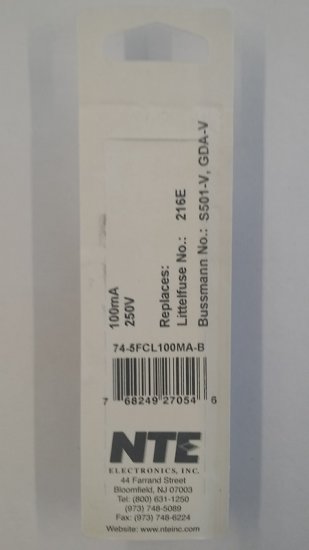 100mA
250V
Replaces:
Littelfuse No.: 216E
Bussmann No.: S501-V, GDA-V
74-5FCL100MA-B
7 68249 27054 6
NTE
ELECTRONICS, INC.
44 Farrand Street
Bloomfield, NJ 07003
Tel: (800) 631-1250
(973) 748-5089
Fax: (973) 748-6224
Website: www.nteinc.com